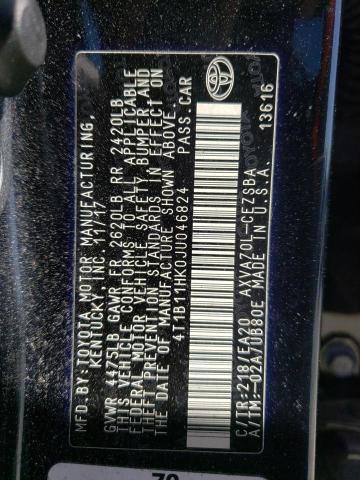 MFD.BY:TOYOTA MOTOR MANUFACTURING,
KENTUCKY, INC. 11/17
GVWR 4475LB GAWR FR 2620LB RR 2420LB
THIS VEHICLE CONFORMS TO ALL APPLICABLE
FEDERAL MOTOR VEHICLE SAFETY, BUMPER, AND
THEFT PREVENTION STANDARDS IN EFFECT ON
THE DATE OF MANUFACTURE SHOWN ABOVE.
4T1B11HK0JU046824 PASS.CAR
C/TR:218/EA20 AXVA70L-CEZSBA
A/TM:-02A/UB80E MADE IN U.S.A.
13616
TOYOTA